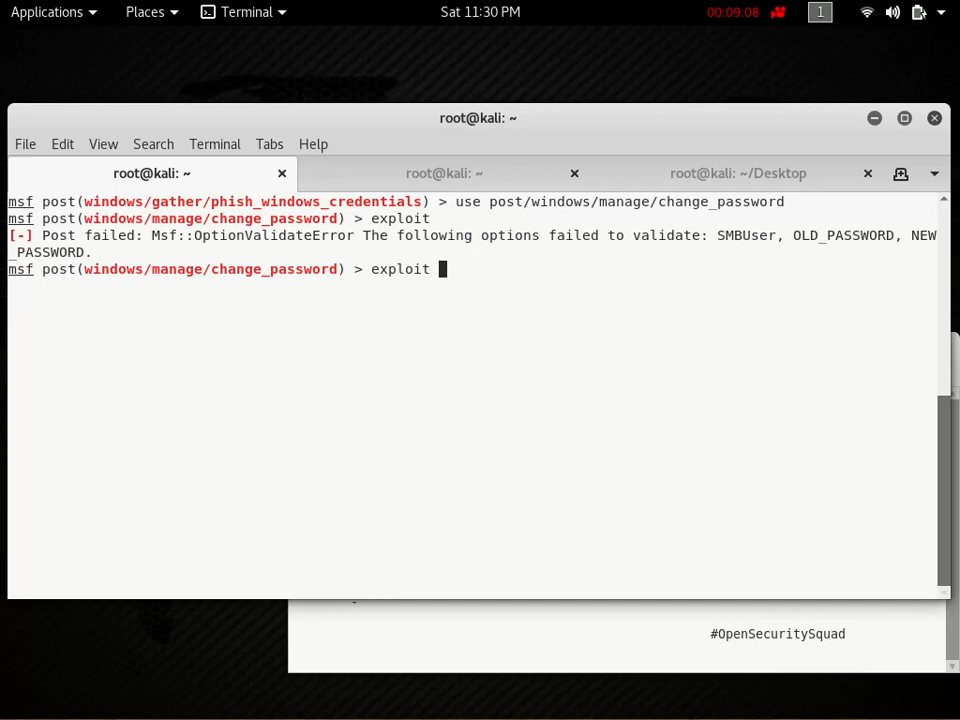 Applications Places Terminal Sat 11:30 PM 00:09:08 1
root@kali: ~
File Edit View Search Terminal Tabs Help
root@kali: ~ root@kali: ~ root@kali: ~/Desktop
msf post(windows/gather/phish_windows_credentials) > use post/windows/manage/change_password
msf post(windows/manage/change_password) > exploit
[-] Post failed: Msf::OptionValidateError The following options failed to validate: SMBUser, OLD_PASSWORD, NEW
_PASSWORD.
msf post(windows/manage/change_password) > exploit
#OpenSecuritySquad